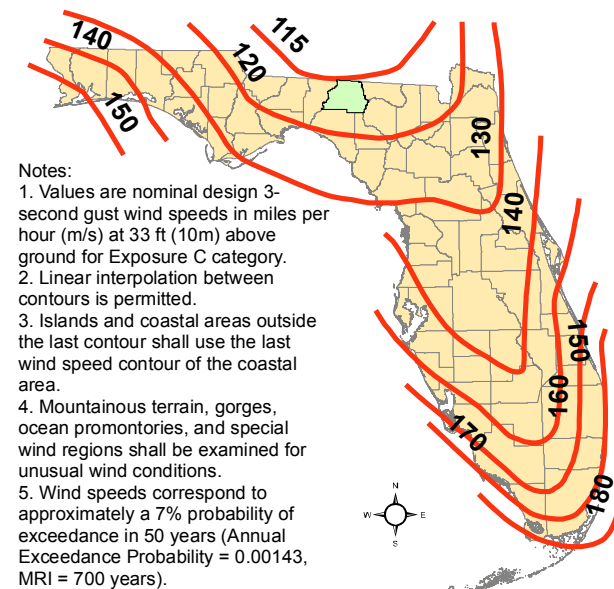 115
140
120
150
130
Notes:
1. Values are nominal design 3-
second gust wind speeds in miles per
hour (m/s) at 33 ft (10m) above
ground for Exposure C category.
2. Linear interpolation between
contours is permitted.
3. Islands and coastal areas outside
the last contour shall use the last
wind speed contour of the coastal
area.
4. Mountainous terrain, gorges,
ocean promontories, and special
wind regions shall be examined for
unusual wind conditions.
5. Wind speeds correspond to
approximately a 7% probability of
exceedance in 50 years (Annual
Exceedance Probability = 0.00143,
MRI = 700 years).
140
150
160
170
180
N
W E
S